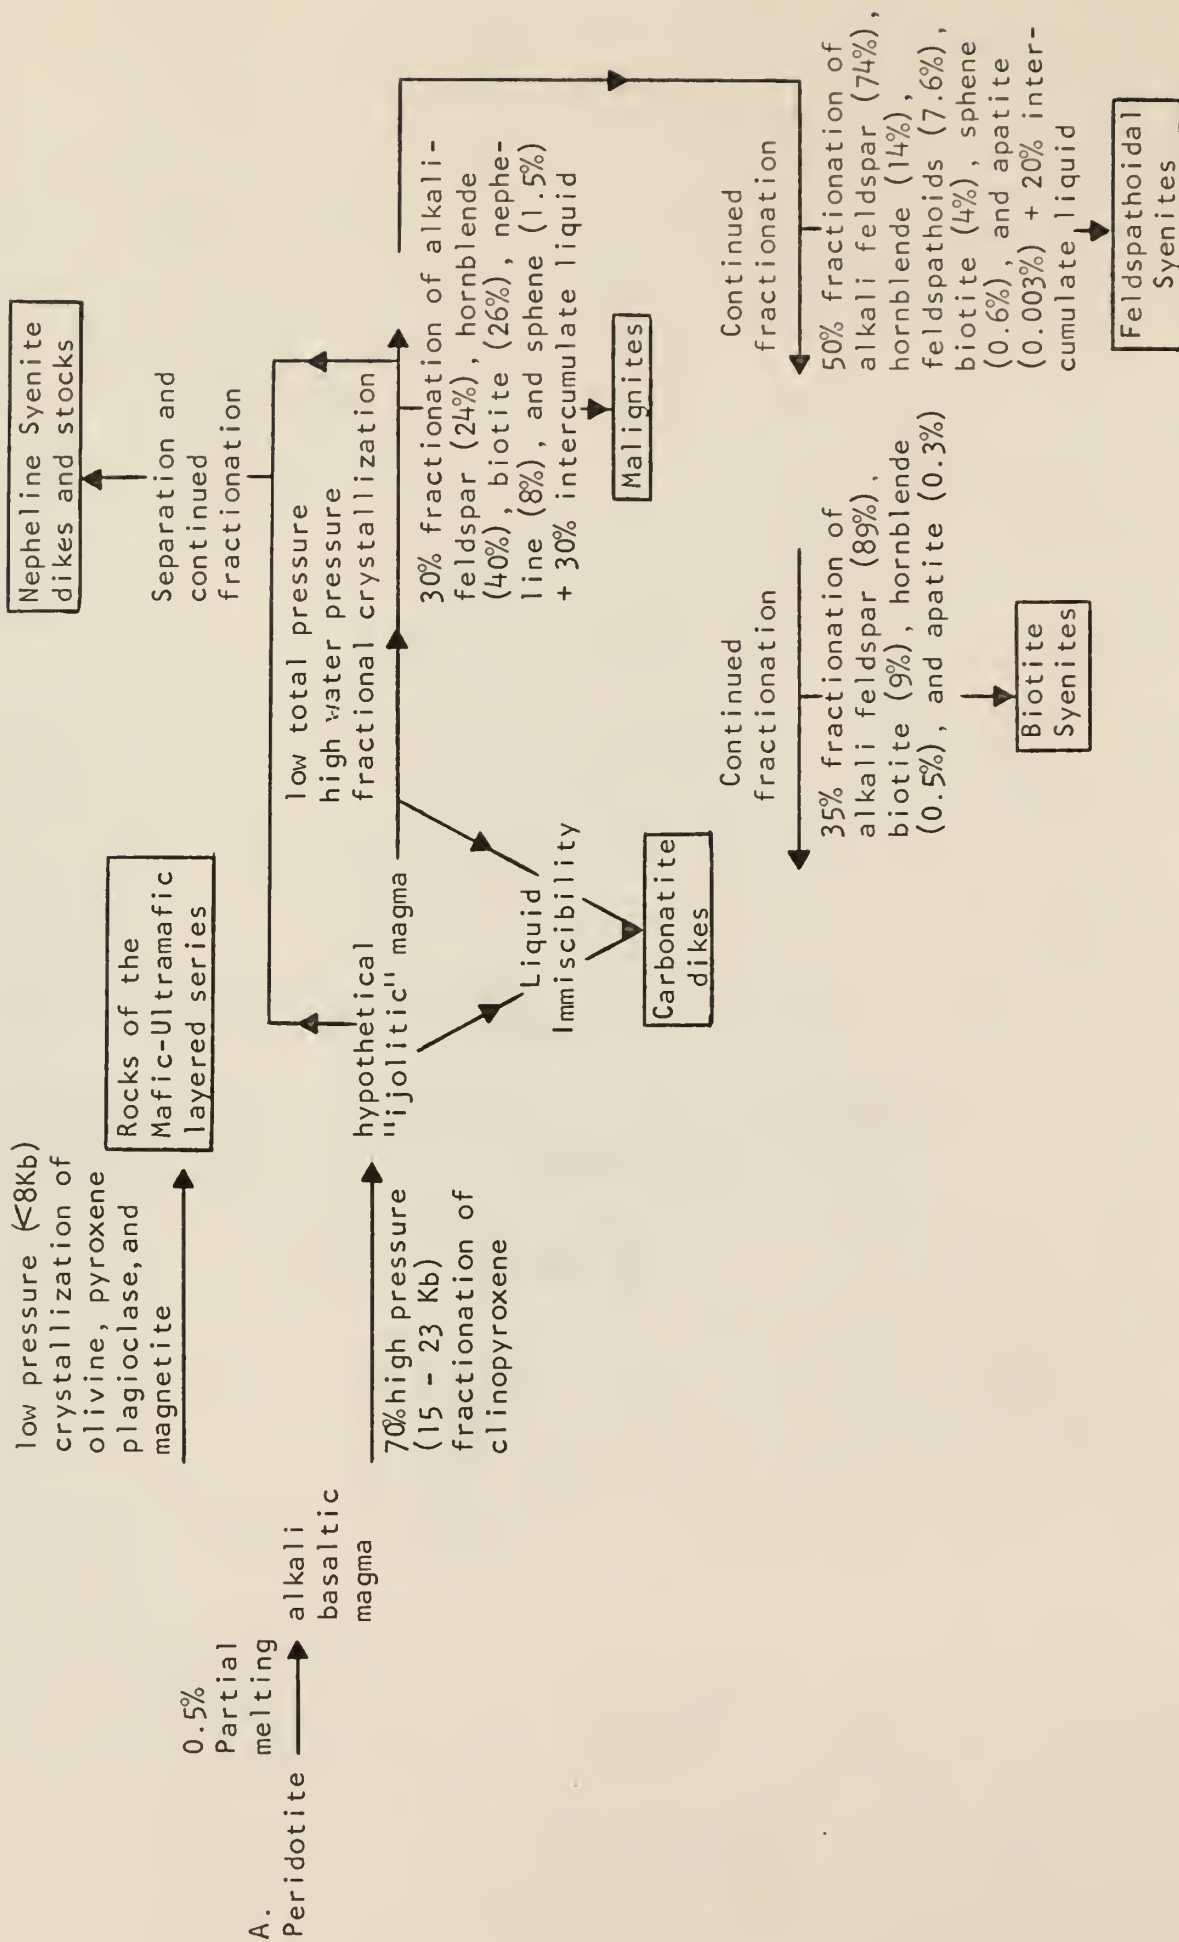 A.
Peridotite
0.5%
Partial
melting
alkali
basaltic
magma
low pressure (<8Kb)
crystallization of
olivine, pyroxene
plagioclase, and
magnetite
Rocks of the
Mafic-Ultramafic
layered series
70% high pressure
(15 - 23 Kb)
fractionation of
clinopyroxene
hypothetical
"ijolitic" magma
Liquid
Immiscibility
Carbonatite
dikes
low total pressure
high water pressure
fractional crystallization
Separation and
continued
fractionation
Nepheline Syenite
dikes and stocks
30% fractionation of alkali-
feldspar (24%), hornblende
(40%), biotite (26%), nephe-
line (8%), and sphene (1.5%)
+ 30% intercumulate liquid
Malignites
Continued
fractionation
50% fractionation of
alkali feldspar (74%),
hornblende (14%),
feldspathoids (7.6%),
biotite (4%), sphene
(0.6%), and apatite
(0.003%) + 20% inter-
cumulate liquid
Feldspathoidal
Syenites
Continued
fractionation
35% fractionation of
alkali feldspar (89%),
biotite (9%), hornblende
(0.5%), and apatite (0.3%)
Biotite
Syenites